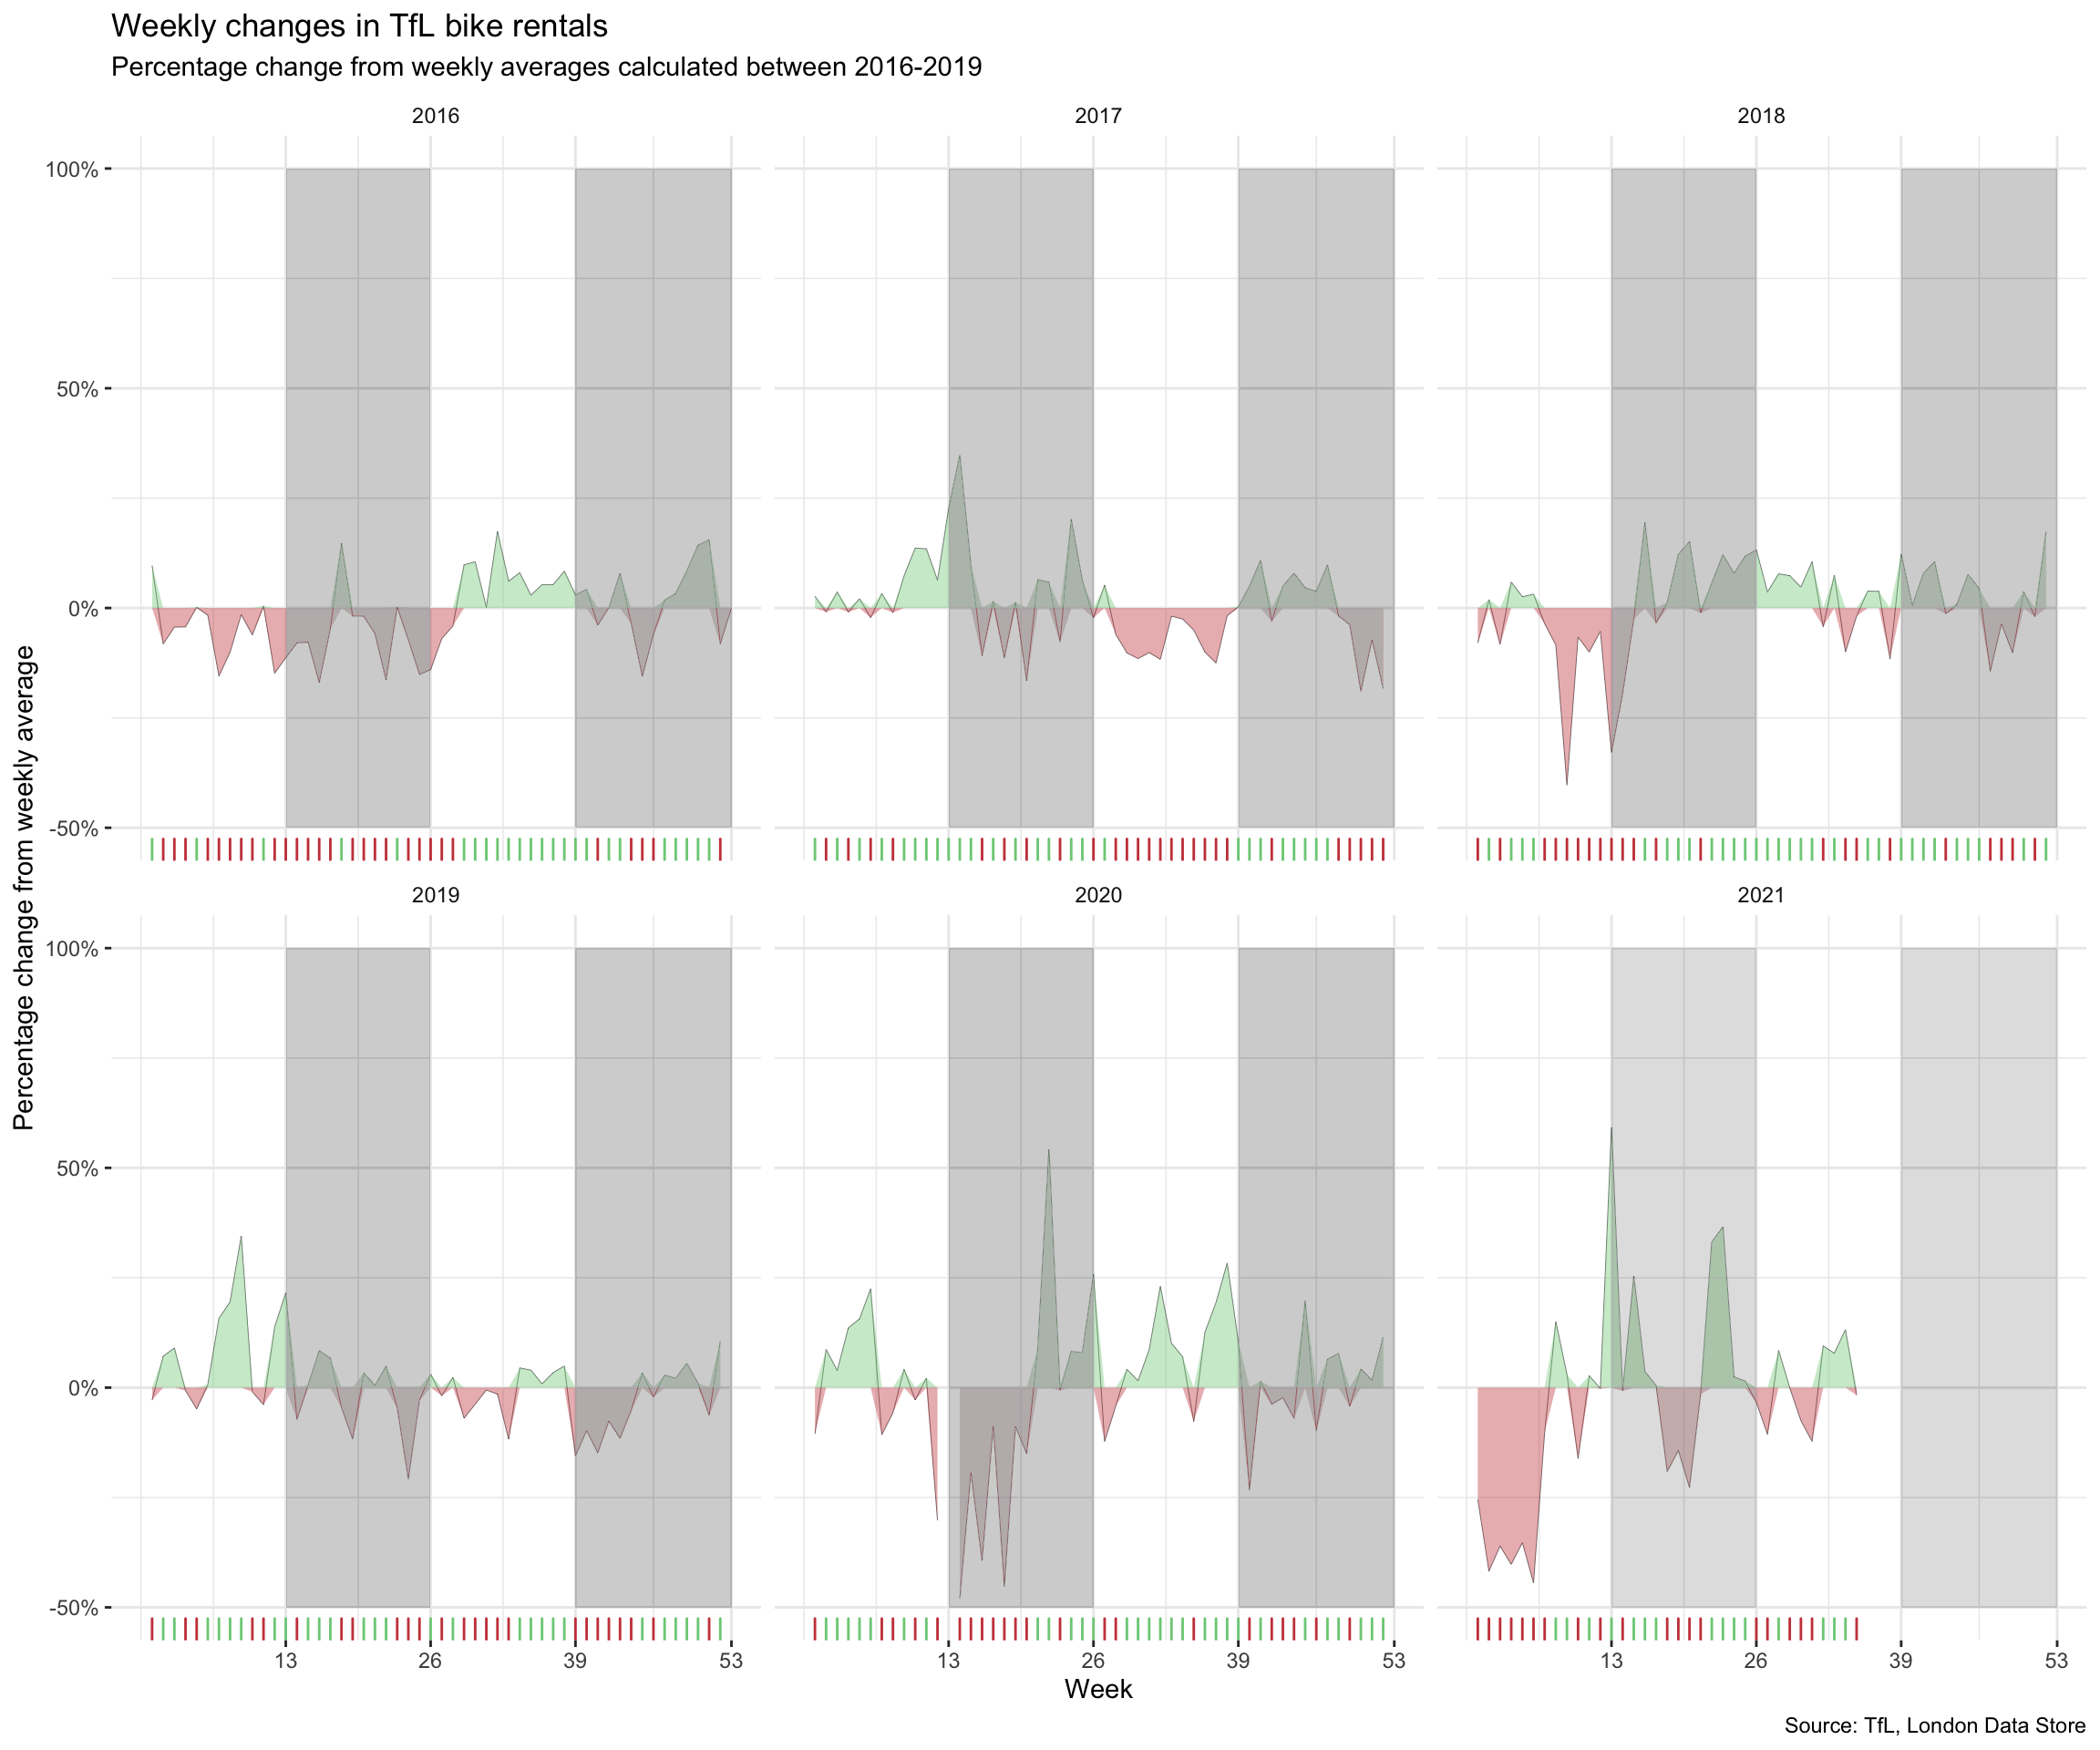 Weekly changes in TfL bike rentals
Percentage change from weekly averages calculated between 2016-2019
2016 2017 2018
100%
50%
0%
-50%
Percentage change from weekly average
2019 2020 2021
100%
50%
0%
-50%
13 26 39 53 13 26 39 53 13 26 39 53
Week
Source: TfL, London Data Store